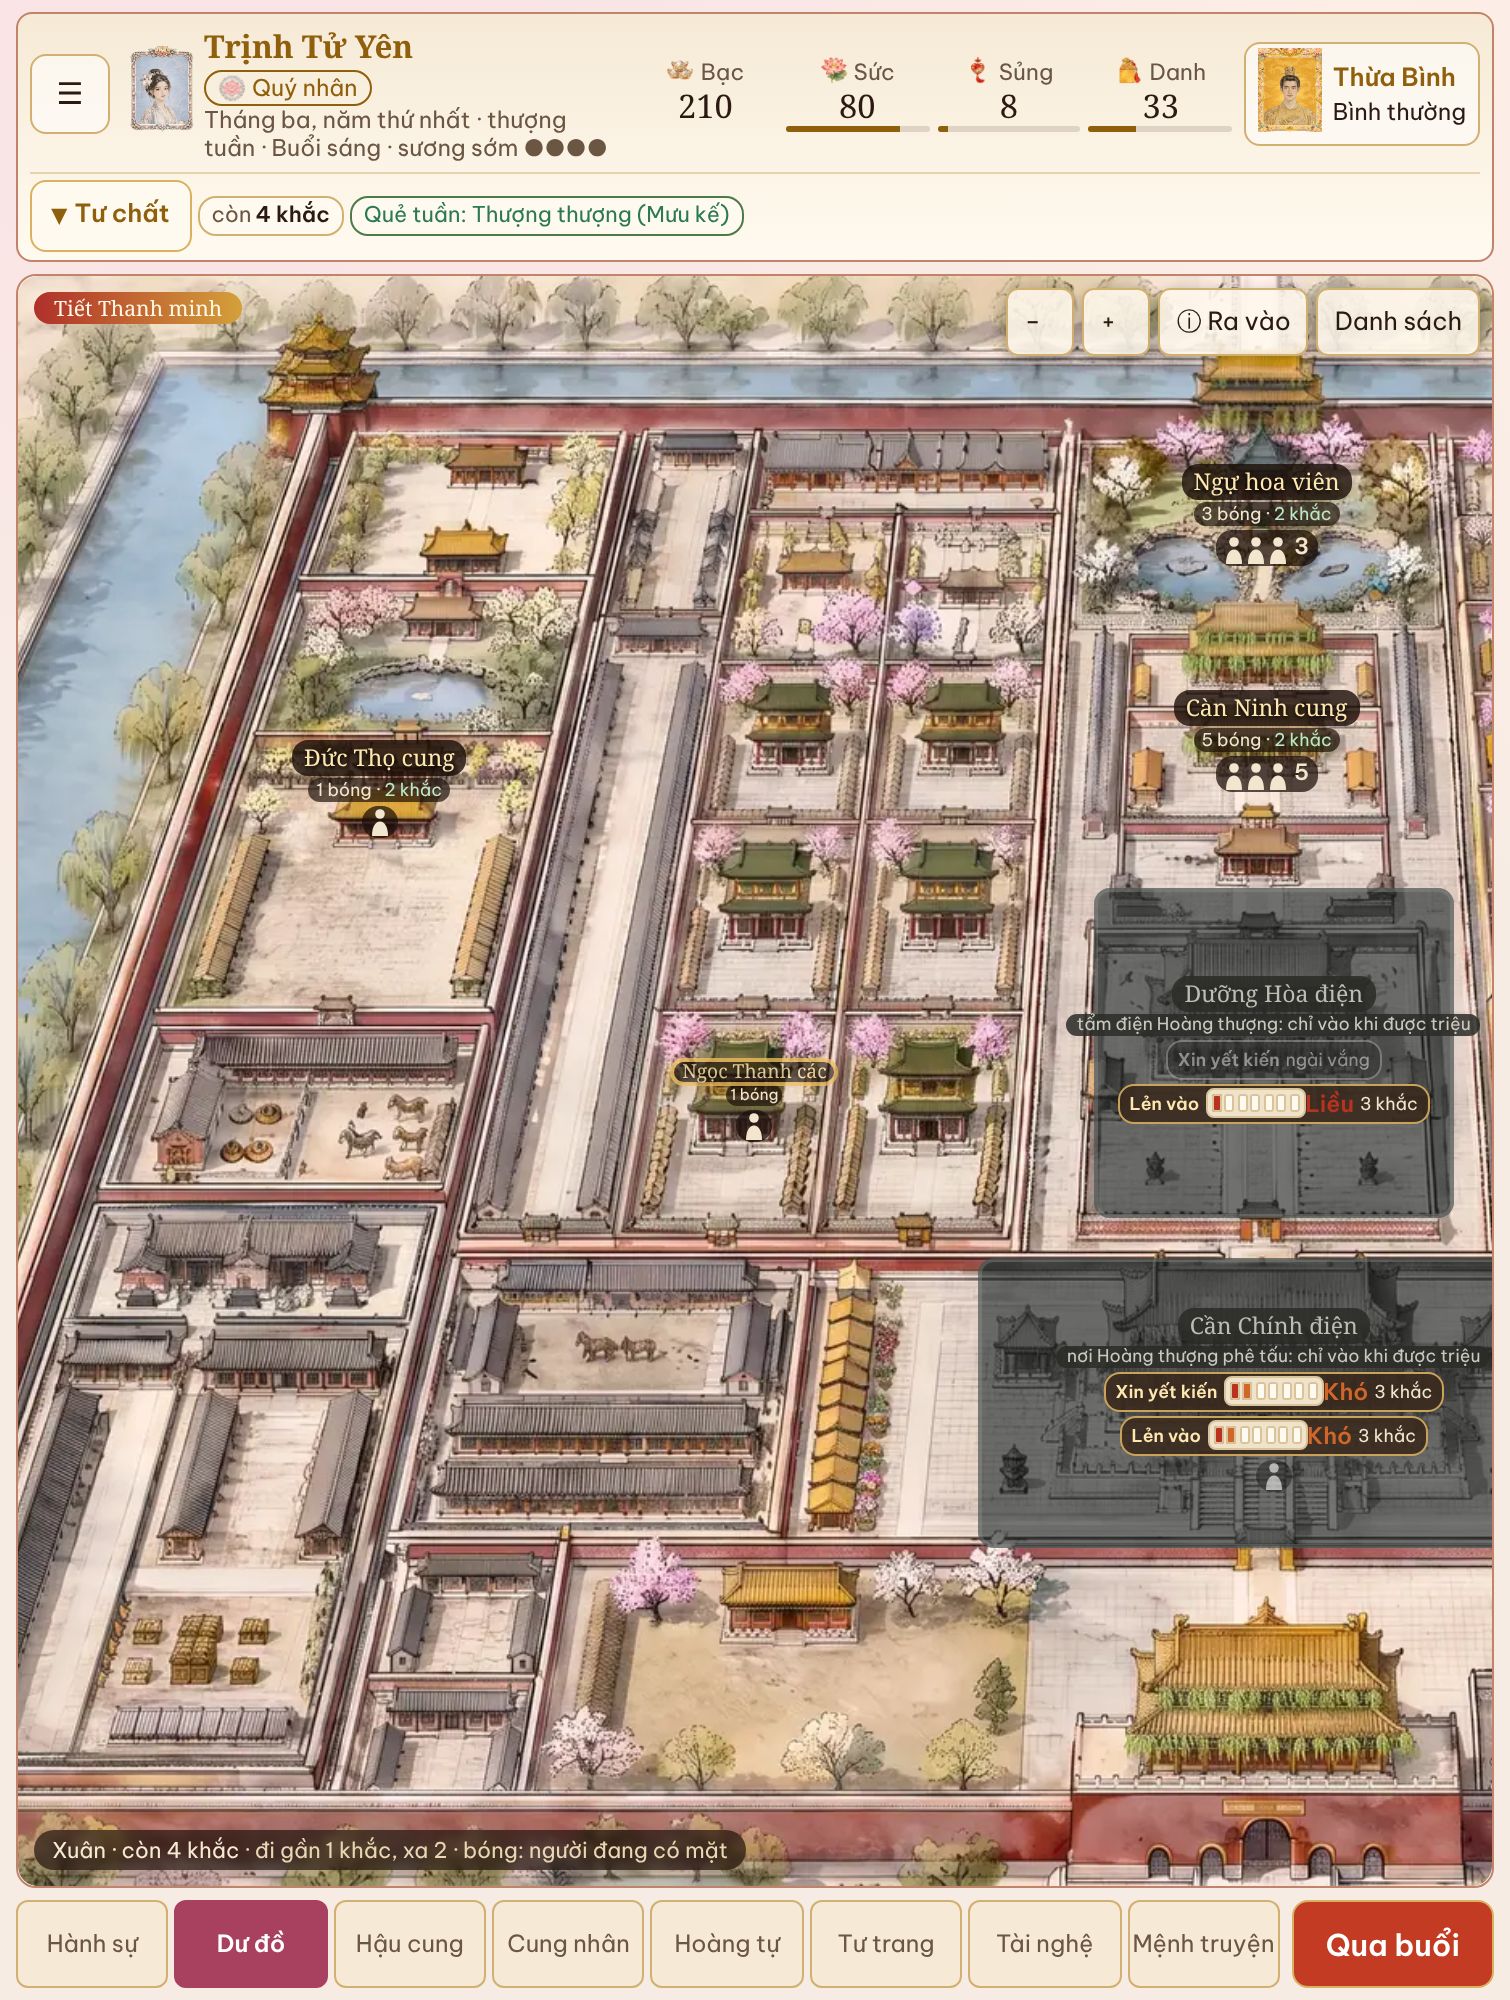 ☰
Trịnh Tử Yên
Quý nhân
Tháng ba, năm thứ nhất · thượng
tuần · Buổi sáng · sương sớm ●●●●
Bạc
210
Sức
80
Sủng
8
Danh
33
Thừa Bình
Bình thường
▼ Tư chất
còn 4 khắc
Quẻ tuần: Thượng thượng (Mưu kế)
Tiết Thanh minh
−
+
ⓘ Ra vào
Danh sách
Ngự hoa viên
3 bóng · 2 khắc
3
Càn Ninh cung
5 bóng · 2 khắc
5
Đức Thọ cung
1 bóng · 2 khắc
Dưỡng Hòa điện
tẩm điện Hoàng thượng: chỉ vào khi được triệu
Xin yết kiến ngài vắng
Lẻn vào Liều 3 khắc
Ngọc Thanh các
1 bóng
Cần Chính điện
nơi Hoàng thượng phê tấu: chỉ vào khi được triệu
Xin yết kiến Khó 3 khắc
Lẻn vào Khó 3 khắc
Xuân · còn 4 khắc · đi gần 1 khắc, xa 2 · bóng: người đang có mặt
Hành sự
Dư đồ
Hậu cung
Cung nhân
Hoàng tự
Tư trang
Tài nghệ
Mệnh truyện
Qua buổi